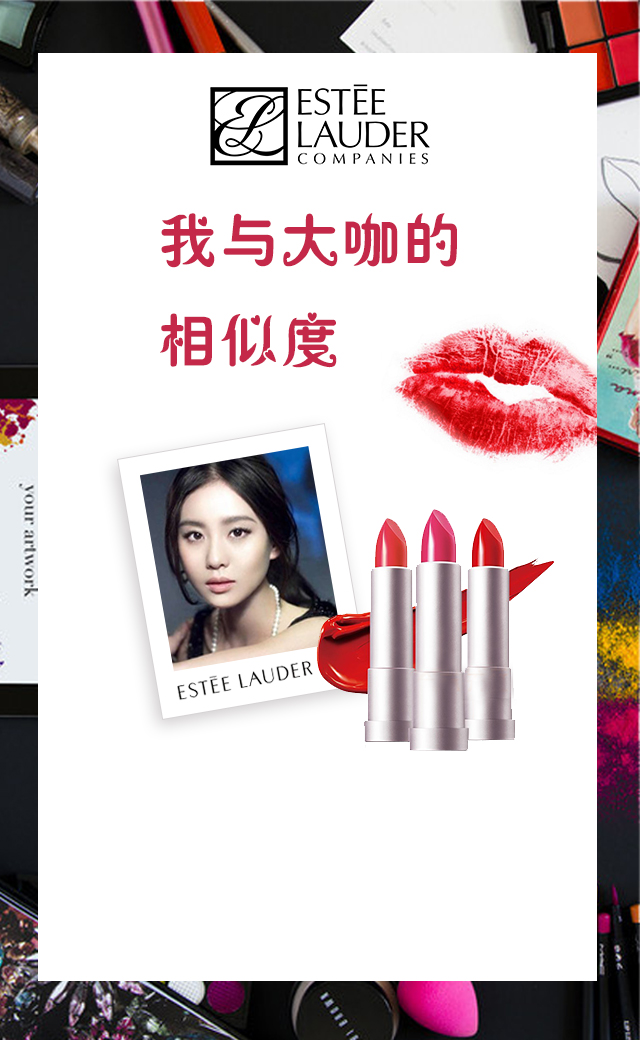 ESTĒE
LAUDER
COMPANIES
我与大咖的
相似度
ESTĒE LAUDER
your artwork